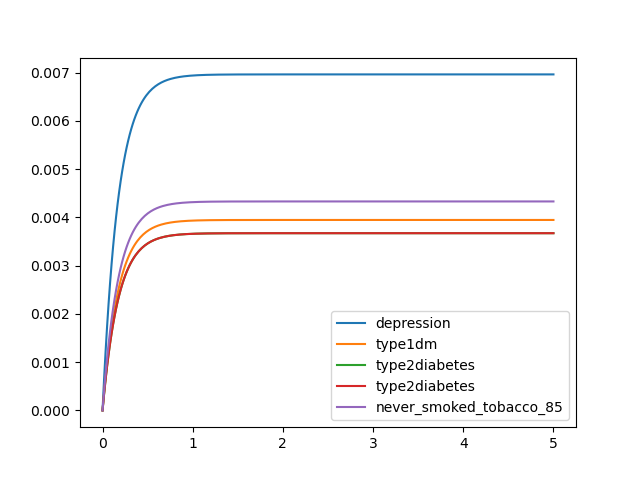 0.007
0.006
0.005
0.004
0.003
0.002
0.001
0.000
0 1 2 3 4 5
depression
type1dm
type2diabetes
type2diabetes
never_smoked_tobacco_85